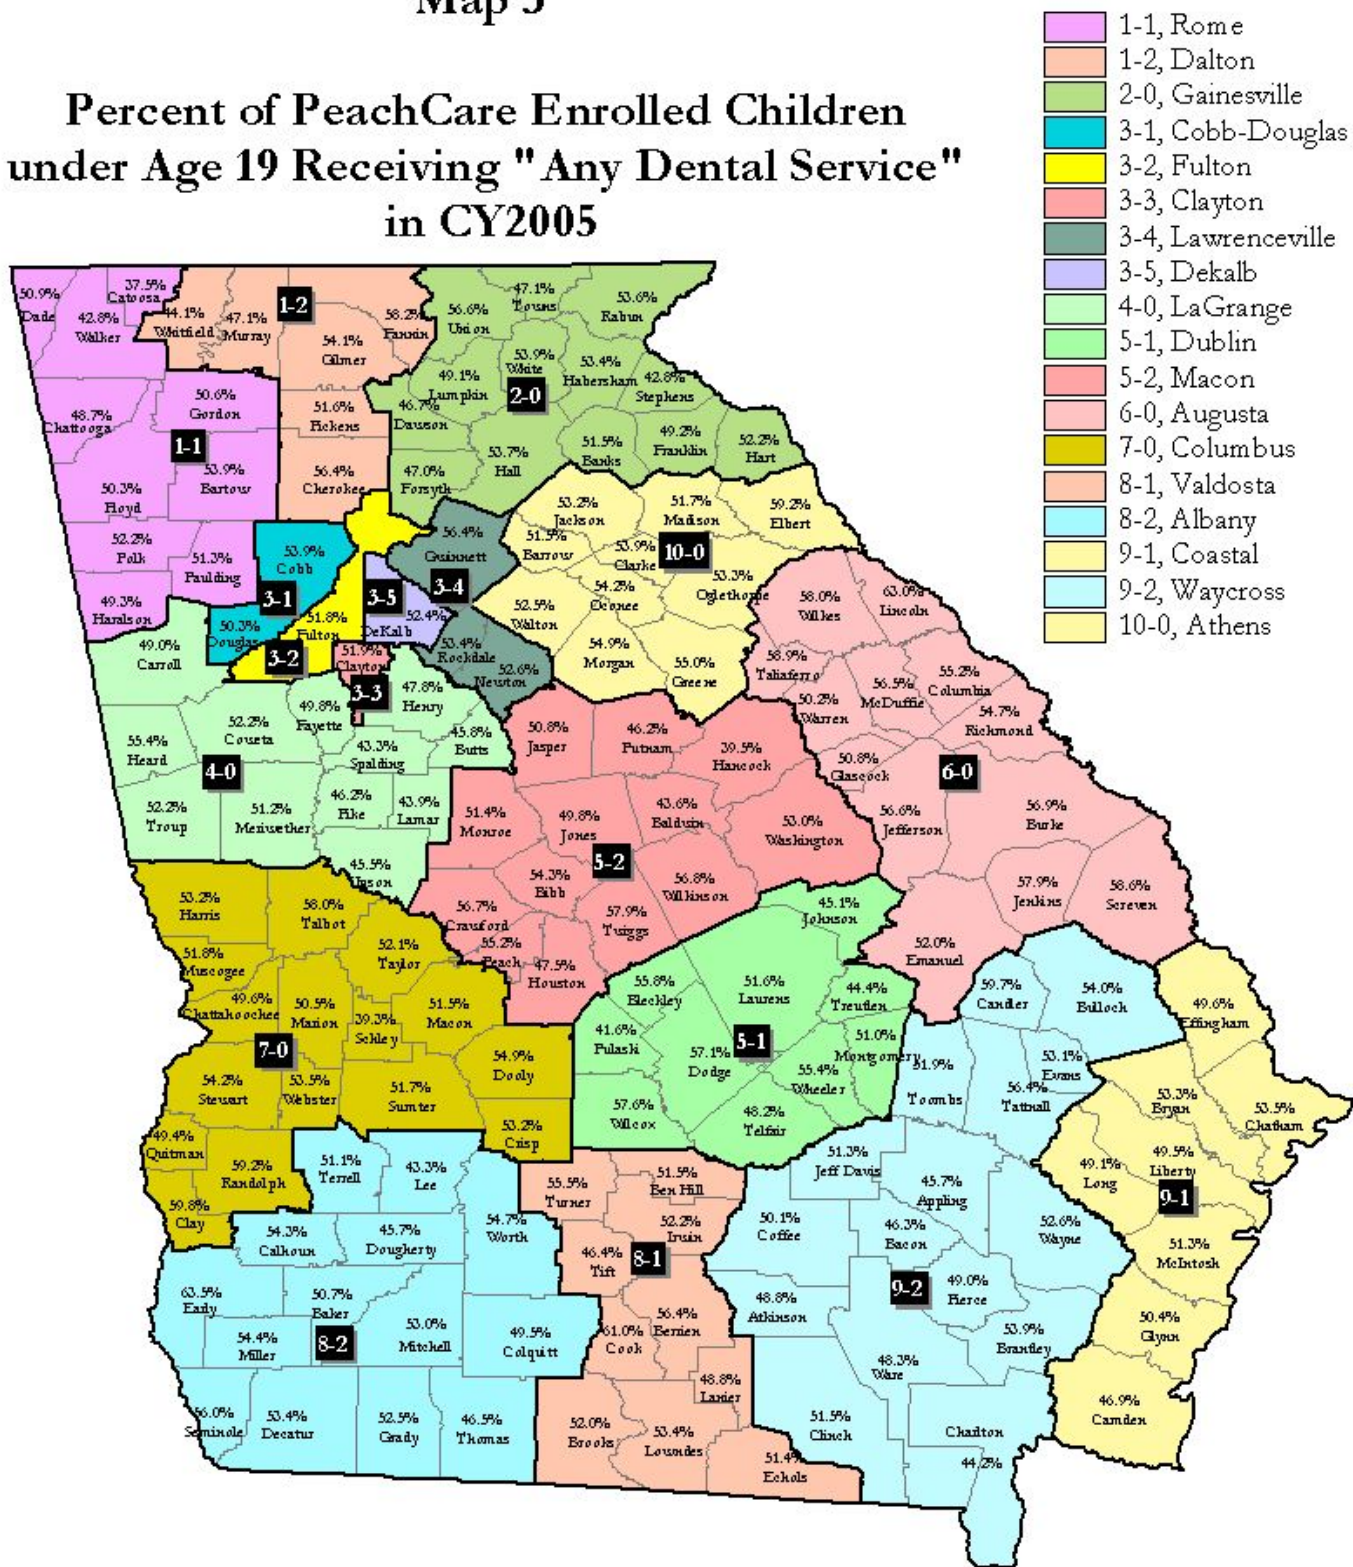 Map 3
Percent of PeachCare Enrolled Children
under Age 19 Receiving "Any Dental Service"
in CY2005
1-1, Rome
1-2, Dalton
2-0, Gainesville
3-1, Cobb-Douglas
3-2, Fulton
3-3, Clayton
3-4, Lawrenceville
3-5, Dekalb
4-0, LaGrange
5-1, Dublin
5-2, Macon
6-0, Augusta
7-0, Columbus
8-1, Valdosta
8-2, Albany
9-1, Coastal
9-2, Waycross
10-0, Athens
50.9%
Dade
37.5%
Catoosa
42.8%
Walker
44.1%
Whitfield
47.1%
Murray
1-2
58.2%
Fannin
54.1%
Gilmer
56.6%
Union
47.1%
Towns
53.6%
Rabun
53.9%
White
49.1%
Lumpkin
2-0
53.4%
Habersham
42.8%
Stephens
48.7%
Chattooga
50.6%
Gordon
1-1
51.6%
Pickens
46.7%
Dawson
53.7%
Hall
51.5%
Banks
49.2%
Franklin
52.2%
Hart
50.3%
Floyd
53.9%
Bartow
56.4%
Cherokee
47.0%
Forsyth
52.2%
Polk
51.3%
Paulding
49.3%
Haralson
53.9%
Cobb
3-1
50.3%
Douglas
51.8%
Fulton
3-2
3-5
52.4%
DeKalb
56.4%
Gwinnett
3-4
53.4%
Rockdale
52.6%
Newton
51.9%
Clayton
3-3
53.2%
Jackson
51.7%
Madison
59.2%
Elbert
51.5%
Barrow
53.9%
Clarke
10-0
54.2%
Oconee
53.3%
Oglethorpe
52.5%
Walton
54.9%
Morgan
55.0%
Greene
58.0%
Wilkes
63.0%
Lincoln
58.9%
Taliaferro
56.5%
McDuffie
55.2%
Columbia
50.2%
Warren
54.7%
Richmond
50.8%
Glascock
6-0
56.6%
Jefferson
56.9%
Burke
57.9%
Jenkins
58.6%
Screven
52.0%
Emanuel
49.0%
Carroll
49.8%
Fayette
47.8%
Henry
52.2%
Coweta
55.4%
Heard
4-0
43.3%
Spalding
45.8%
Butts
52.2%
Troup
51.2%
Meriwether
46.2%
Pike
43.9%
Lamar
45.5%
Upson
50.8%
Jasper
46.2%
Putnam
39.5%
Hancock
51.4%
Monroe
49.8%
Jones
43.6%
Baldwin
53.0%
Washington
5-2
54.3%
Bibb
56.8%
Wilkinson
56.7%
Crawford
57.9%
Twiggs
55.2%
Peach
47.5%
Houston
53.2%
Harris
58.0%
Talbot
52.1%
Taylor
51.8%
Muscogee
49.6%
Chattahoochee
50.5%
Marion
39.3%
Schley
51.5%
Macon
7-0
54.9%
Dooly
54.2%
Stewart
53.5%
Webster
51.7%
Sumter
53.2%
Crisp
49.4%
Quitman
59.2%
Randolph
59.8%
Clay
45.1%
Johnson
55.8%
Bleckley
51.6%
Laurens
44.4%
Treutlen
41.6%
Pulaski
57.1%
Dodge
5-1
51.0%
Montgomery
55.4%
Wheeler
57.6%
Wilcox
48.2%
Telfair
59.7%
Candler
54.0%
Bulloch
51.9%
Toombs
53.1%
Evans
56.4%
Tattnall
49.6%
Effingham
53.3%
Bryan
53.5%
Chatham
49.5%
Liberty
49.1%
Long
9-1
51.3%
McIntosh
50.4%
Glynn
46.9%
Camden
51.1%
Terrell
43.3%
Lee
54.7%
Worth
54.3%
Calhoun
45.7%
Dougherty
63.5%
Early
50.7%
Baker
54.4%
Miller
8-2
53.0%
Mitchell
49.5%
Colquitt
56.0%
Seminole
53.4%
Decatur
52.5%
Grady
46.5%
Thomas
55.5%
Turner
51.5%
Ben Hill
52.2%
Irwin
46.4%
Tift
8-1
56.4%
Berrien
61.0%
Cook
48.8%
Lanier
52.0%
Brooks
53.4%
Lowndes
51.4%
Echols
51.3%
Jeff Davis
45.7%
Appling
50.1%
Coffee
46.3%
Bacon
52.6%
Wayne
9-2
49.0%
Pierce
48.8%
Atkinson
53.9%
Brantley
48.3%
Ware
51.5%
Clinch
Charlton
44.2%